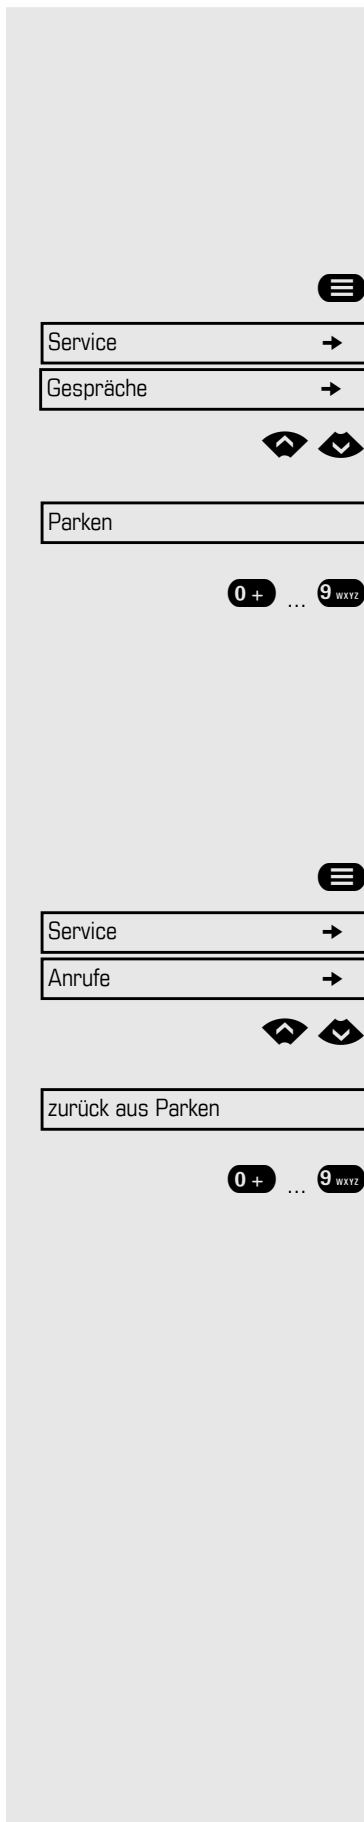 Service
Gespräche
Parken
0 + ... 9 WXYZ
Service
Anrufe
zurück aus Parken
0 + ... 9 WXYZ